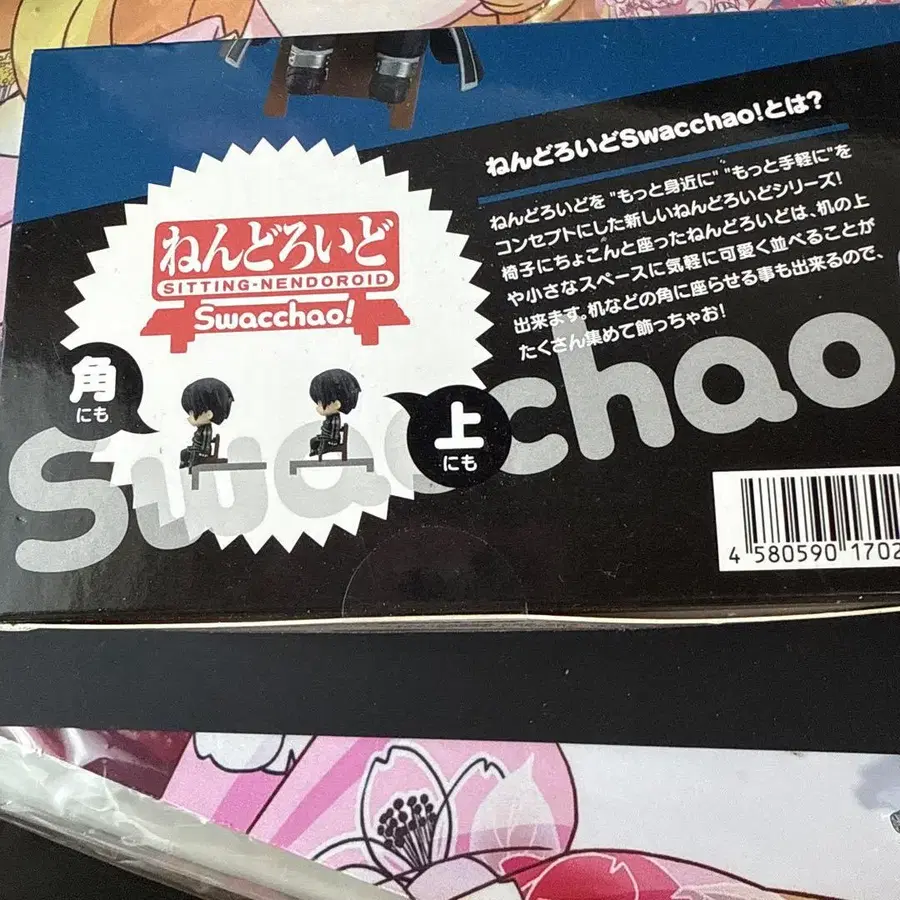 ねんどろいどSwacchao!とは?
ねんどろいどを "もっと身近に" "もっと手軽に"を
コンセプトにした新しいねんどろいどシリーズ!
椅子にちょこんと座ったねんどろいどは、机の上
や小さなスペースに気軽に可愛く並べることが
出来ます。机などの角に座らせる事も出来るので、
たくさん集めて飾っちゃお!
ねんどろいど
SITTING-NENDOROID
Swacchao!
角
にも
上
にも
Swacchao
4 580590 1702